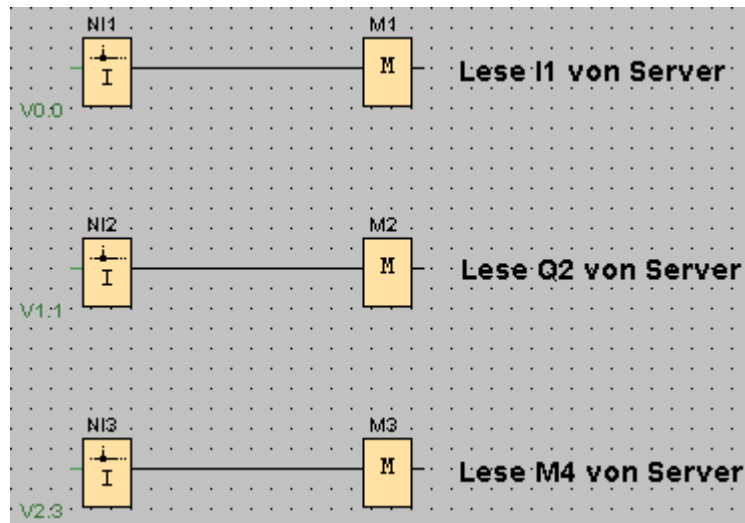 NI1 M1
I M Lese I1 von Server
V0.0
NI2 M2
I M Lese Q2 von Server
V1.1
NI3 M3
I M Lese M4 von Server
V2.3